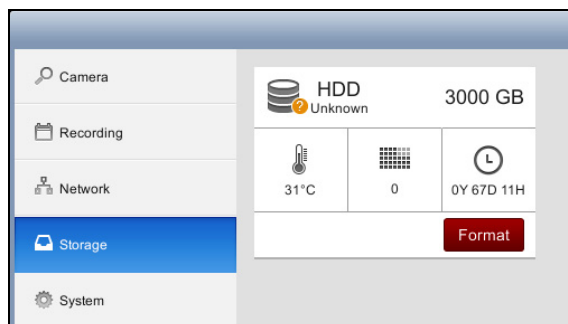 Camera
Recording
Network
Storage
System
HDD
Unknown
3000 GB
31°C
0
0Y 67D 11H
Format